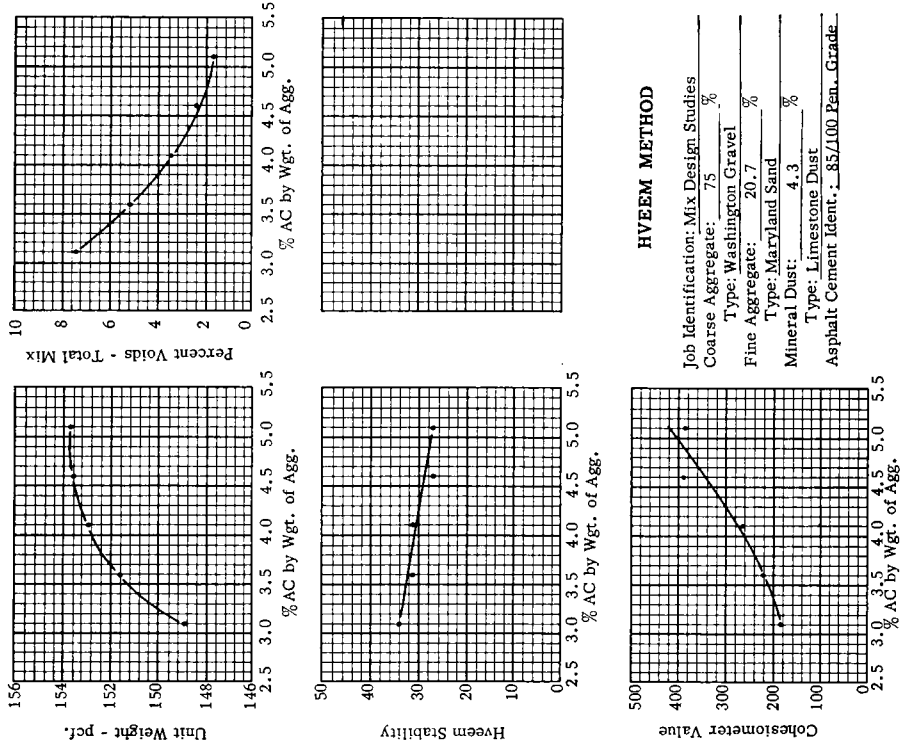 156
154
152
150
148
146
Unit Weight - pcf.
2.5 3.0 3.5 4.0 4.5 5.0 5.5
% AC by Wgt. of Agg.
10
8
6
4
2
0
Percent Voids - Total Mix
2.5 3.0 3.5 4.0 4.5 5.0 5.5
% AC by Wgt. of Agg.
50
40
30
20
10
0
Hveem Stability
2.5 3.0 3.5 4.0 4.5 5.0 5.5
% AC by Wgt. of Agg.
500
400
300
200
100
0
Cohesiometer Value
2.5 3.0 3.5 4.0 4.5 5.0 5.5
% AC by Wgt. of Agg.
HVEEM METHOD
Job Identification: Mix Design Studies
Coarse Aggregate: 75 %
Type: Washington Gravel
Fine Aggregate: 20.7 %
Type: Maryland Sand
Mineral Dust: 4.3 %
Type: Limestone Dust
Asphalt Cement Ident.: 85/100 Pen. Grade